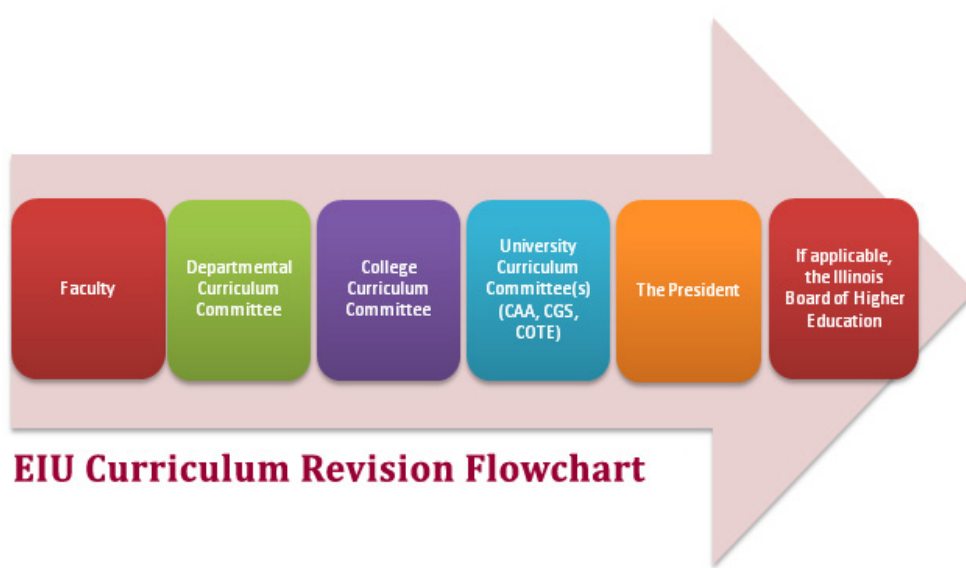 Faculty
Departmental
Curriculum
Committee
College
Curriculum
Committee
University
Curriculum
Committee(s)
(CAA, CGS,
COTE)
The President
If applicable,
the Illinois
Board of Higher
Education
EIU Curriculum Revision Flowchart